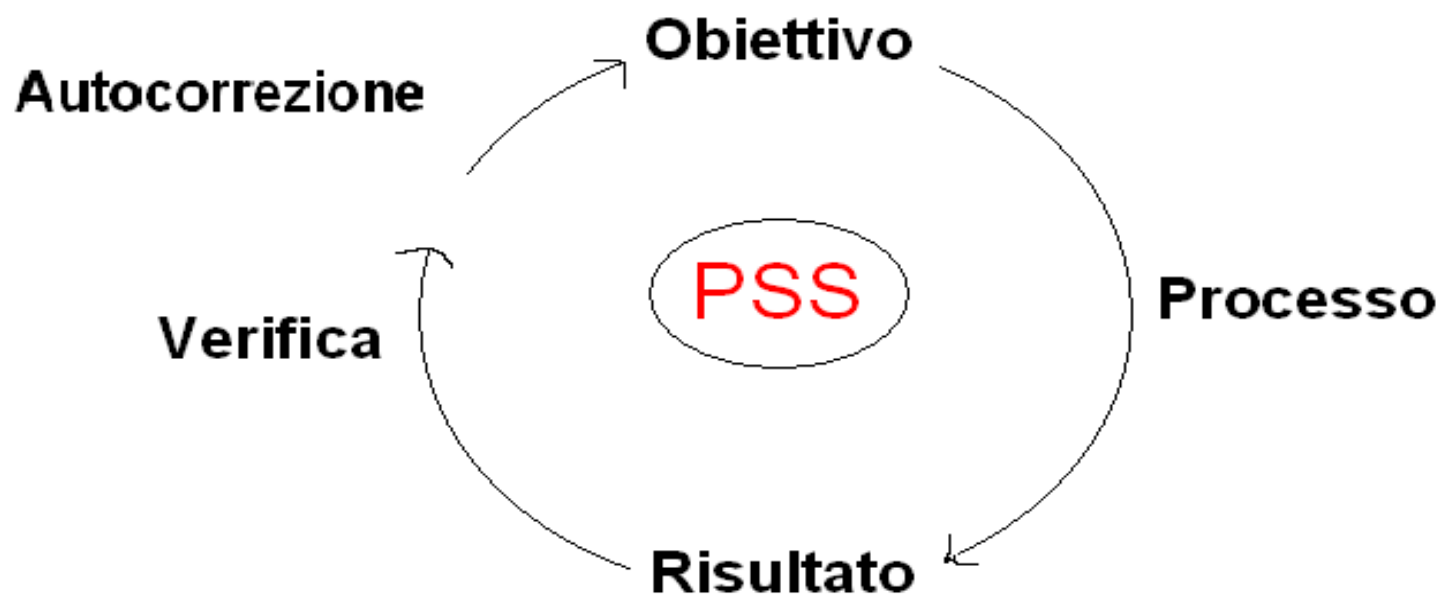 Obiettivo
Autocorrezione
PSS
Processo
Verifica
Risultato